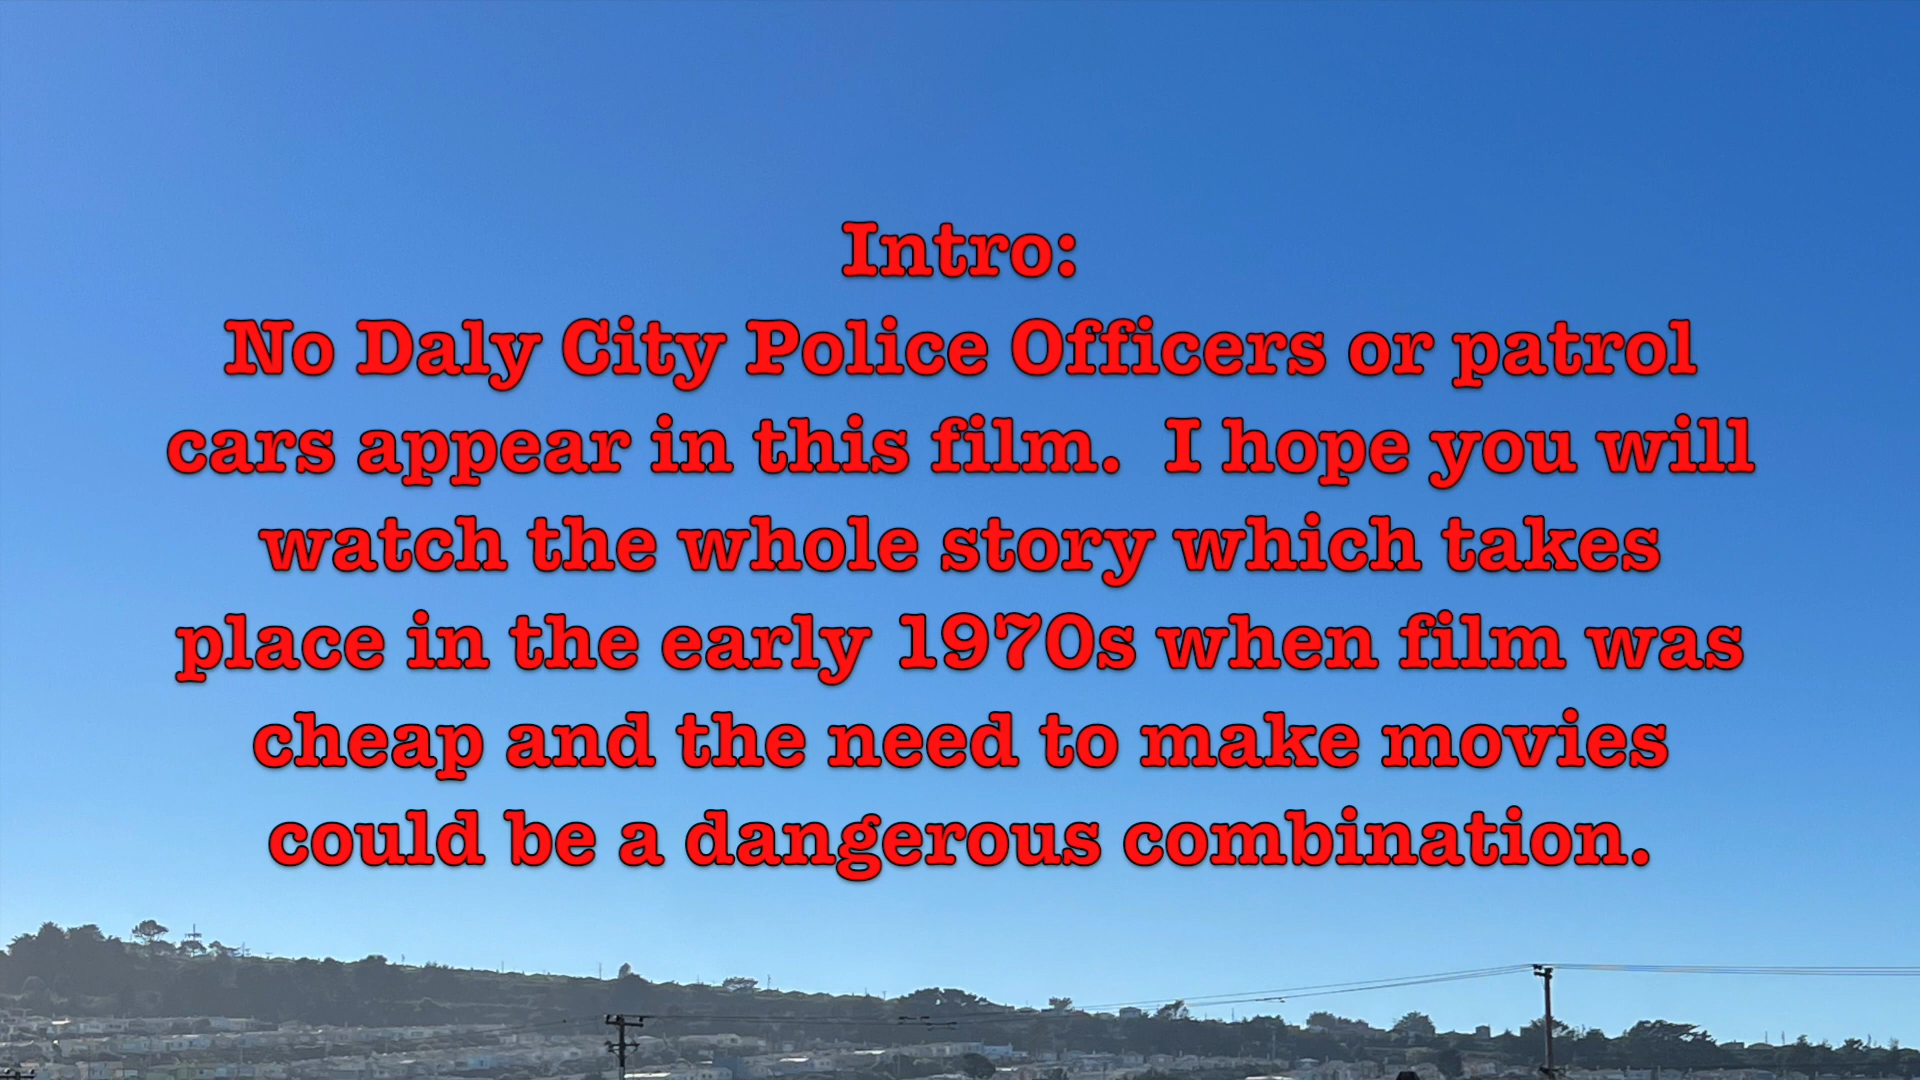 Intro:
No Daly City Police Officers or patrol
cars appear in this film.  I hope you will
watch the whole story which takes
place in the early 1970s when film was
cheap and the need to make movies
could be a dangerous combination.